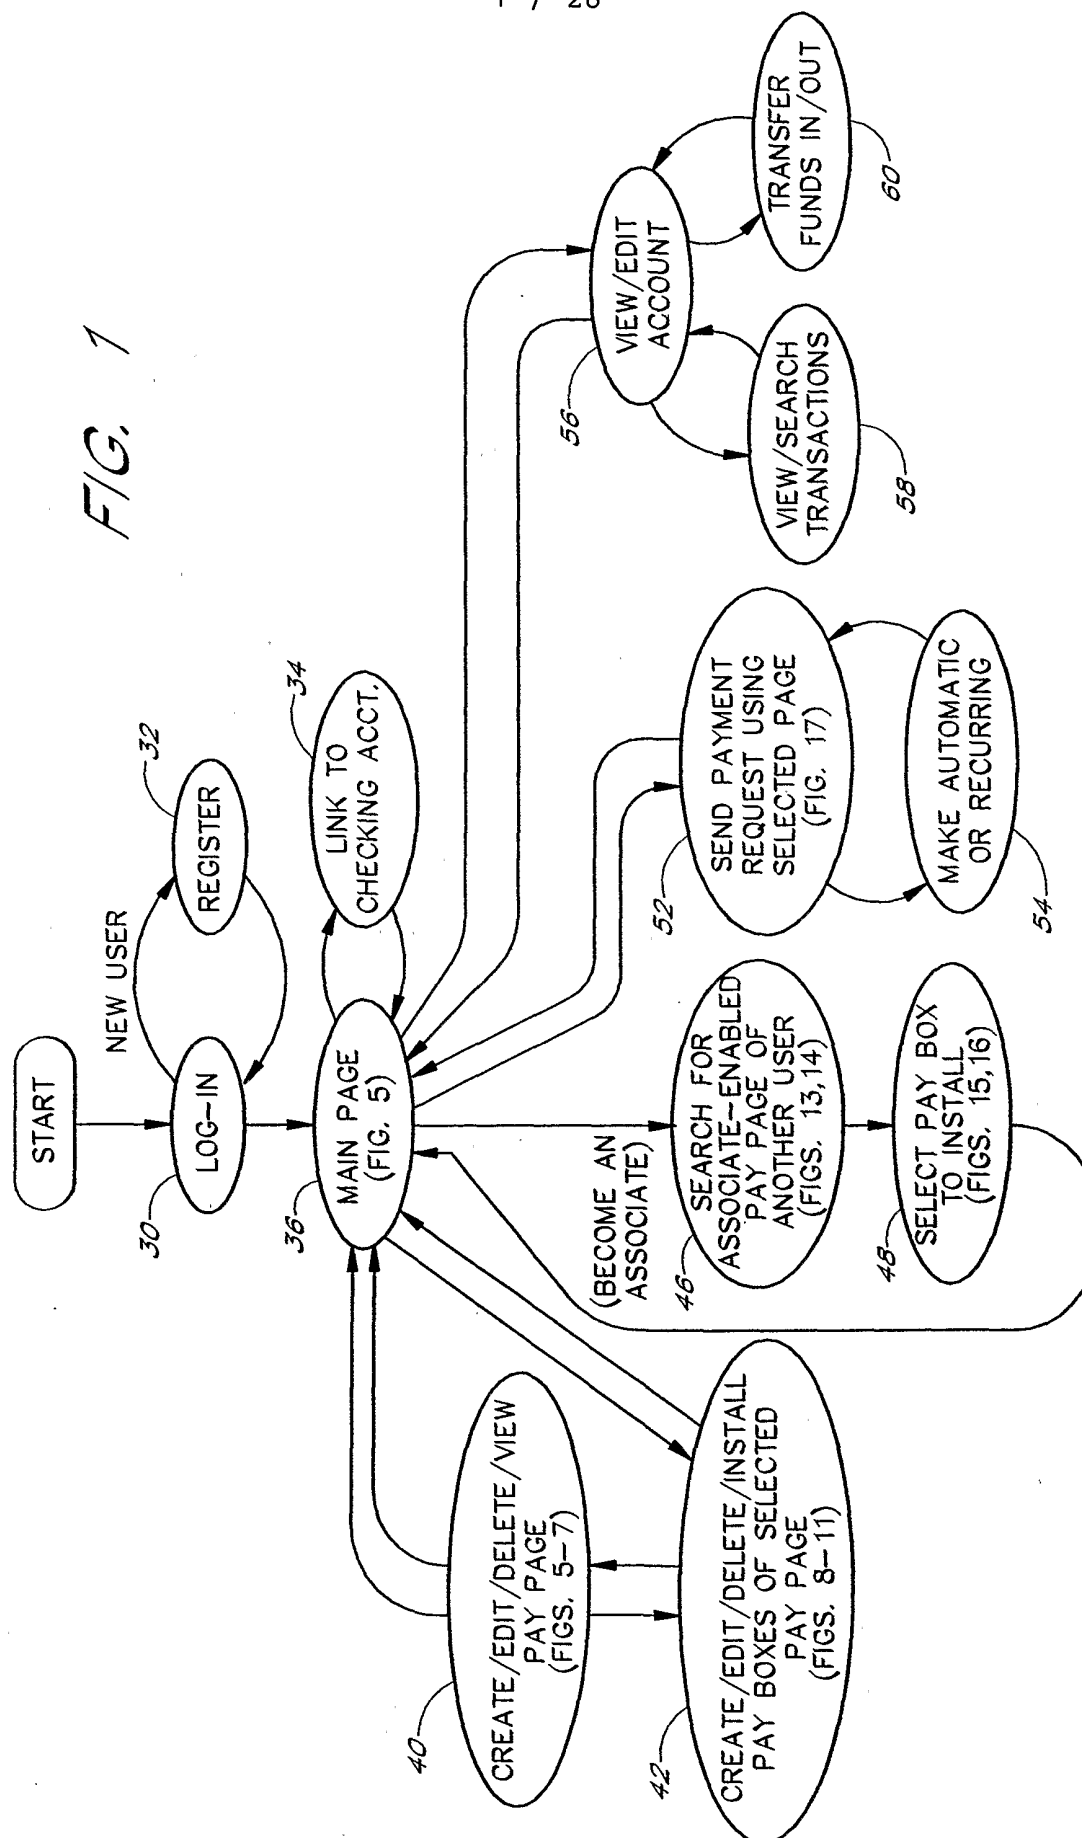 FIG. 1
START
NEW USER
LOG-IN
30
REGISTER
32
MAIN PAGE
(FIG. 5)
36
LINK TO
CHECKING ACCT.
34
CREATE/EDIT/DELETE/VIEW
PAY PAGE
(FIGS. 5-7)
40
CREATE/EDIT/DELETE/INSTALL
PAY BOXES OF SELECTED
PAY PAGE
(FIGS. 8-11)
42
(BECOME AN
ASSOCIATE)
SEARCH FOR
ASSOCIATE-ENABLED
PAY PAGE OF
ANOTHER USER
(FIGS. 13,14)
46
SELECT PAY BOX
TO INSTALL
(FIGS. 15,16)
48
SEND PAYMENT
REQUEST USING
SELECTED PAGE
(FIG. 17)
52
MAKE AUTOMATIC
OR RECURRING
54
VIEW/EDIT
ACCOUNT
56
VIEW/SEARCH
TRANSACTIONS
58
TRANSFER
FUNDS IN/OUT
60